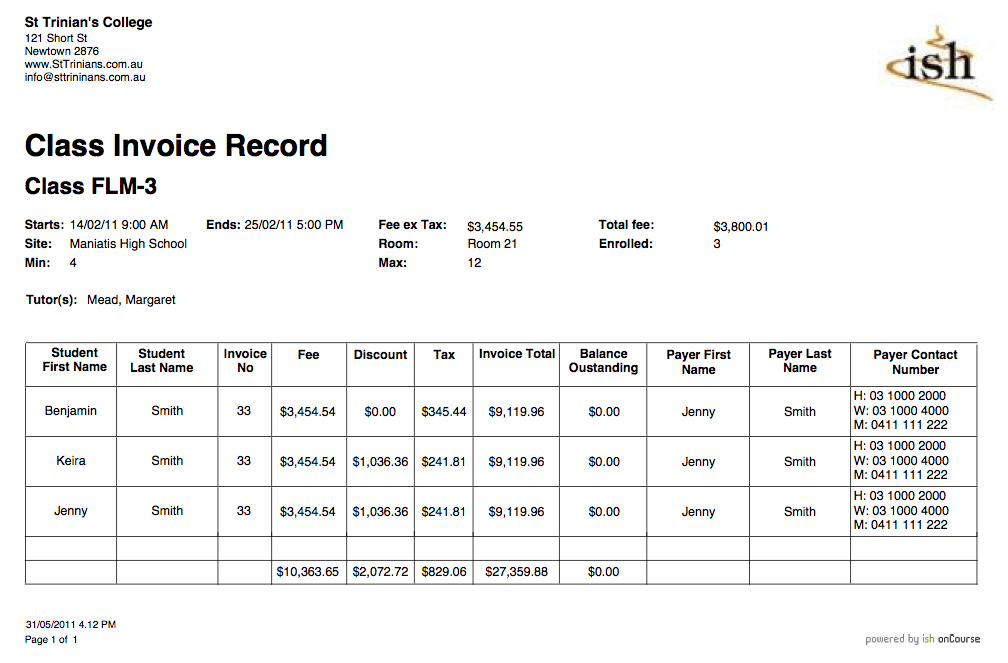 St Trinian's College
121 Short St
Newtown 2876
www.StTrinians.com.au
info@sttrininans.com.au
ish
Class Invoice Record
Class FLM-3
Starts: 14/02/11 9:00 AM Ends: 25/02/11 5:00 PM Fee ex Tax: $3,454.55 Total fee: $3,800.01
Site: Maniatis High School Room: Room 21 Enrolled: 3
Min: 4 Max: 12
Tutor(s): Mead, Margaret
Student First Name Student Last Name Invoice No Fee Discount Tax Invoice Total Balance Oustanding Payer First Name Payer Last Name Payer Contact Number
Benjamin Smith 33 $3,454.54 $0.00 $345.44 $9,119.96 $0.00 Jenny Smith H: 03 1000 2000
W: 03 1000 4000
M: 0411 111 222
Keira Smith 33 $3,454.54 $1,036.36 $241.81 $9,119.96 $0.00 Jenny Smith H: 03 1000 2000
W: 03 1000 4000
M: 0411 111 222
Jenny Smith 33 $3,454.54 $1,036.36 $241.81 $9,119.96 $0.00 Jenny Smith H: 03 1000 2000
W: 03 1000 4000
M: 0411 111 222
$10,363.65 $2,072.72 $829.06 $27,359.88 $0.00
31/05/2011 4.12 PM
Page 1 of 1
powered by ish onCourse